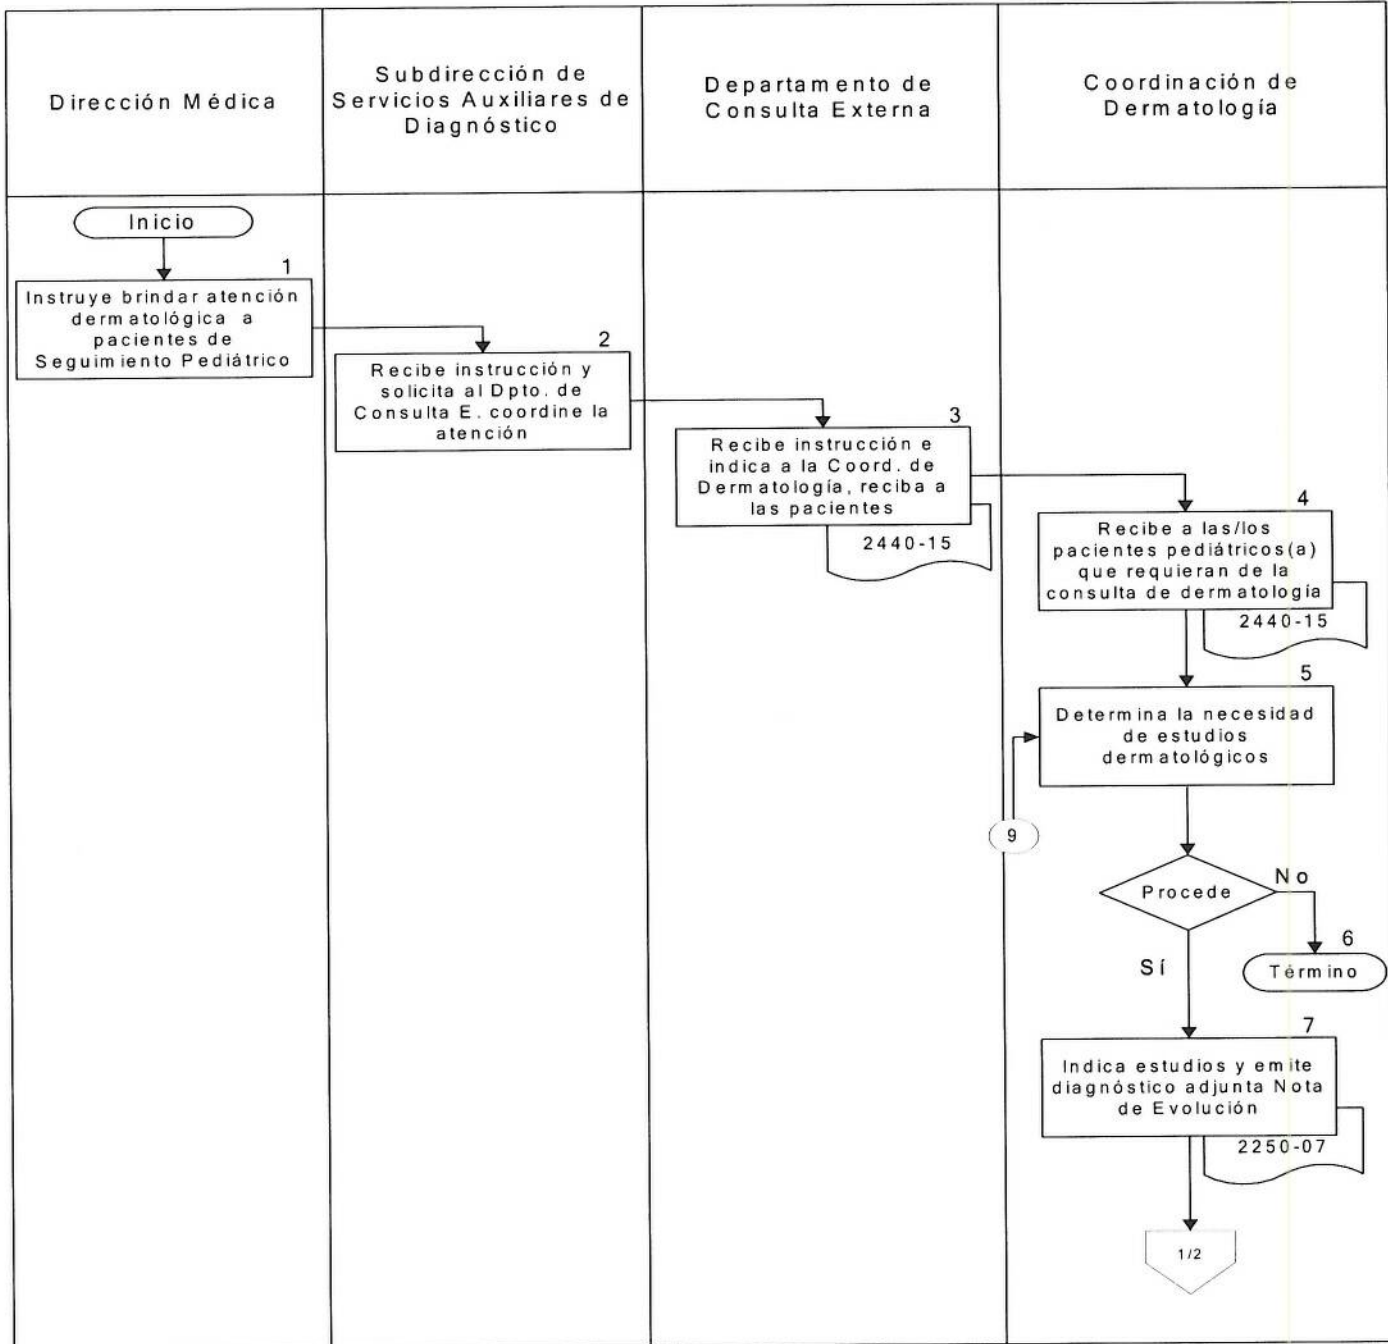 Dirección Médica
Subdirección de
Servicios Auxiliares de
Diagnóstico
Departamento de
Consulta Externa
Coordinación de
Dermatología
Inicio
1
Instruye brindar atención
dermatológica a
pacientes de
Seguimiento Pediátrico
2
Recibe instrucción y
solicita al Dpto. de
Consulta E. coordine la
atención
3
Recibe instrucción e
indica a la Coord. de
Dermatología, reciba a
las pacientes
2440-15
4
Recibe a las/los
pacientes pediátricos(a)
que requieran de la
consulta de dermatología
2440-15
5
Determina la necesidad
de estudios
dermatológicos
9
Procede
No
6
Término
Sí
7
Indica estudios y emite
diagnóstico adjunta Nota
de Evolución
2250-07
1/2